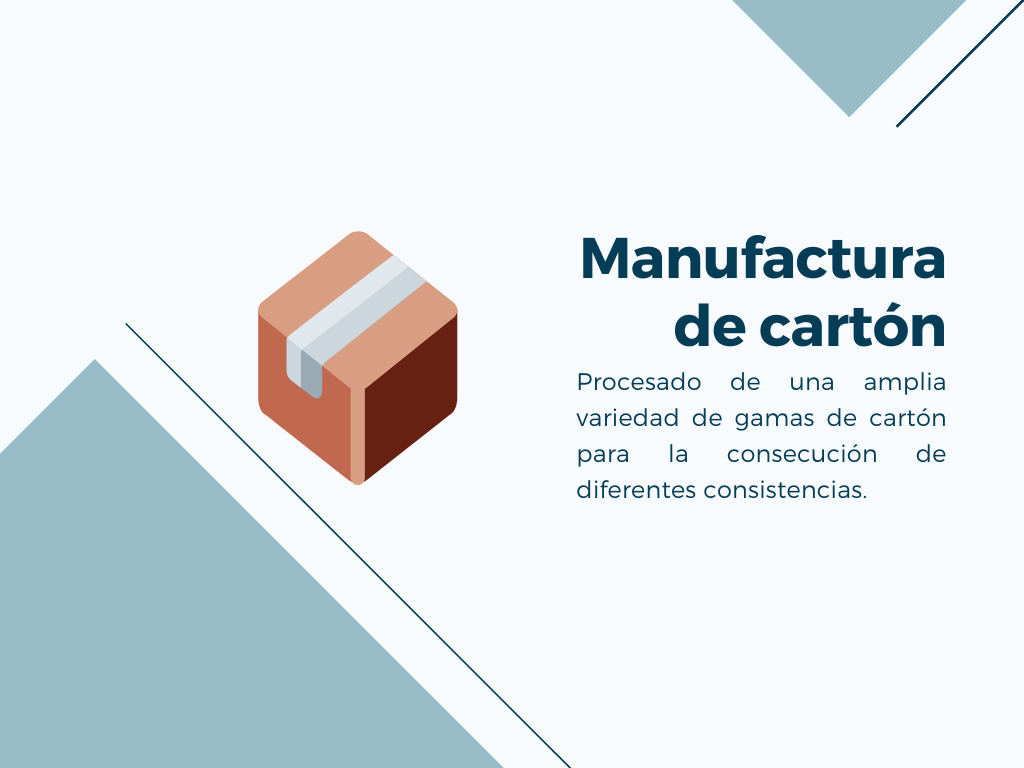 Manufactura
de cartón
Procesado de una amplia
variedad de gamas de cartón
para la consecución de
diferentes consistencias.